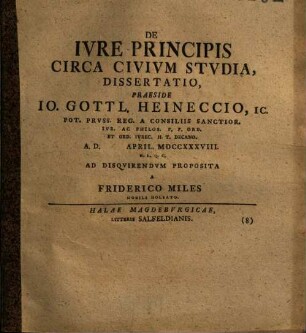 DE
IVRE PRINCIPIS
CIRCA CIVIVM STVDIA,
DISSERTATIO,
PRAESIDE
IO. GOTTL. HEINECCIO, IC.
POT. PRVSS. REG. A CONSILIIS SANCTIOR.
IVR. AC PHILOS. P. P. ORD.
ET ORD. IVRIDIC. H. T. DECANO,
A. D. APRIL. MDCCXXXVIII.
H. L. Q. C.
AD DISQVIRENDVM PROPOSITA
A
FRIDERICO MILES
NOBILI HOLSATO.
HALAE MAGDEBVRGICAE,
LITTERIS SALFELDIANIS.
(8)